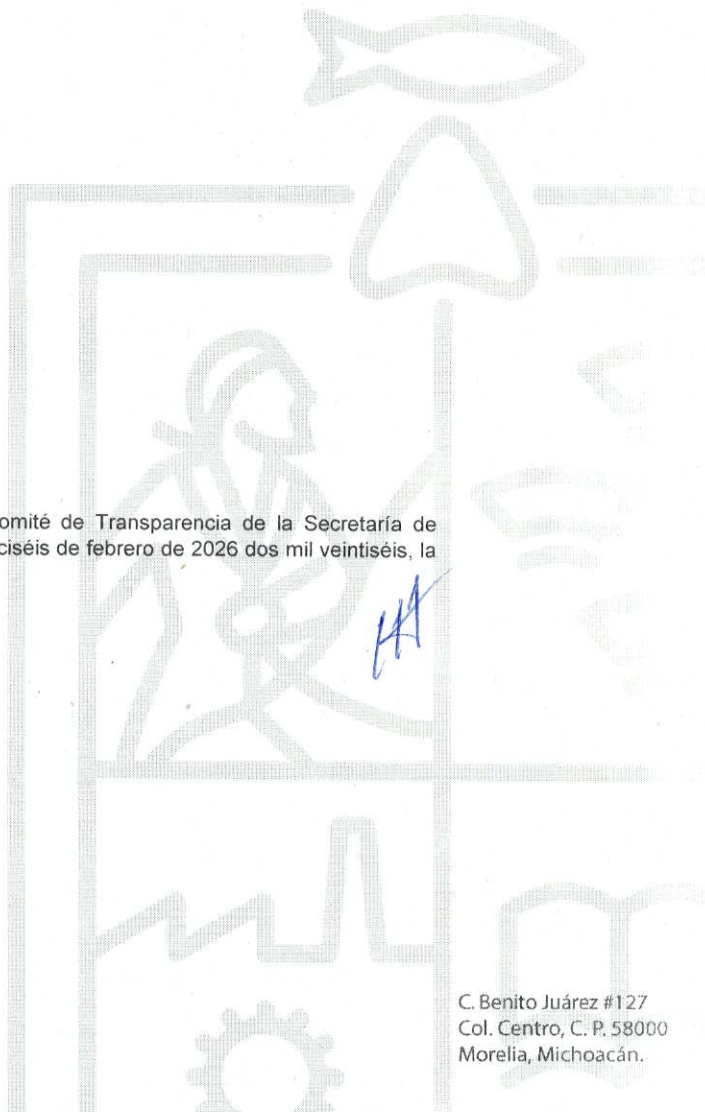 omité de Transparencia de la Secretaría de
ciséis de febrero de 2026 dos mil veintiséis, la
C. Benito Juárez #127
Col. Centro, C. P. 58000
Morelia, Michoacán.